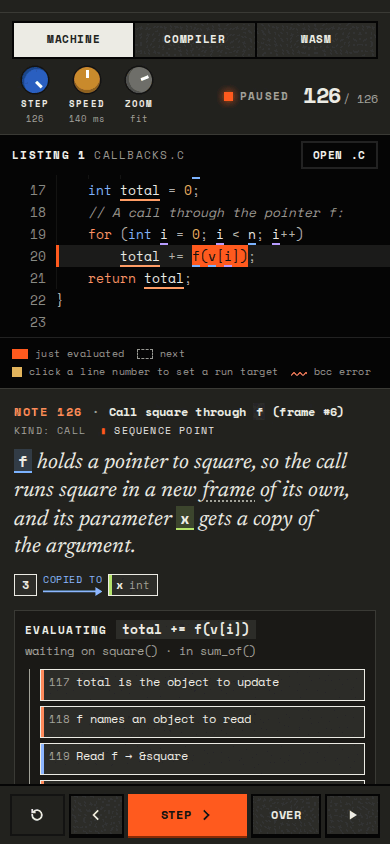 MACHINE COMPILER WASM
STEP SPEED ZOOM
126 140 ms fit
PAUSED 126 / 126
LISTING 1 CALLBACKS.C OPEN .C
17 int total = 0;
18 // A call through the pointer f:
19 for (int i = 0; i < n; i++)
20 total += f(v[i]);
21 return total;
22 }
23
just evaluated next
click a line number to set a run target bcc error
NOTE 126 · Call square through f (frame #6)
KIND: CALL SEQUENCE POINT
f holds a pointer to square, so the call
runs square in a new frame of its own,
and its parameter x gets a copy of
the argument.
3 COPIED TO x int
EVALUATING total += f(v[i])
waiting on square() · in sum_of()
117 total is the object to update
118 f names an object to read
119 Read f → &square
STEP OVER